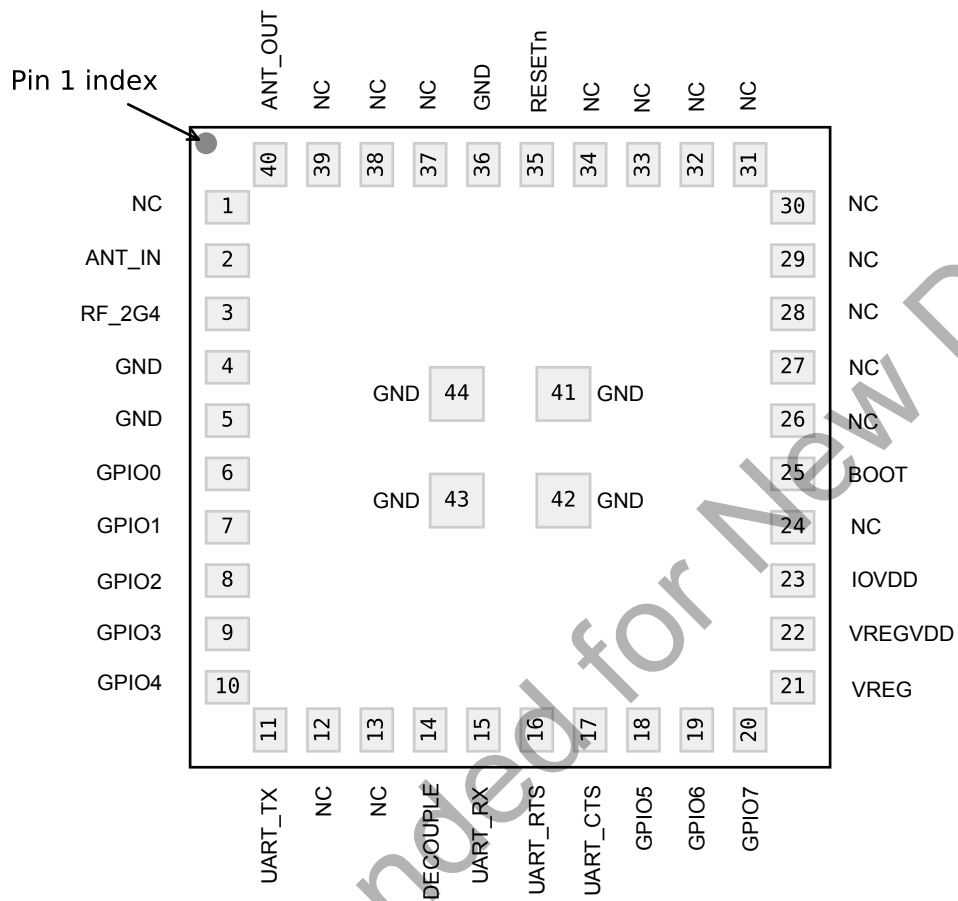 ANT_OUT
NC
NC
NC
GND
RESETn
NC
NC
NC
NC
Pin 1 index
40
39
38
37
36
35
34
33
32
31
NC 1
30 NC
ANT_IN 2
29 NC
RF_2G4 3
28 NC
GND 4
27 NC
GND 44
41 GND
GND 5
26 NC
GPIO0 6
25 BOOT
GND 43
42 GND
GPIO1 7
24 NC
GPIO2 8
23 IOVDD
GPIO3 9
22 VREGVDD
GPIO4 10
21 VREG
11
12
13
14
15
16
17
18
19
20
UART_TX
NC
NC
DECOUPLE
UART_RX
UART_RTS
UART_CTS
GPIO5
GPIO6
GPIO7
for New